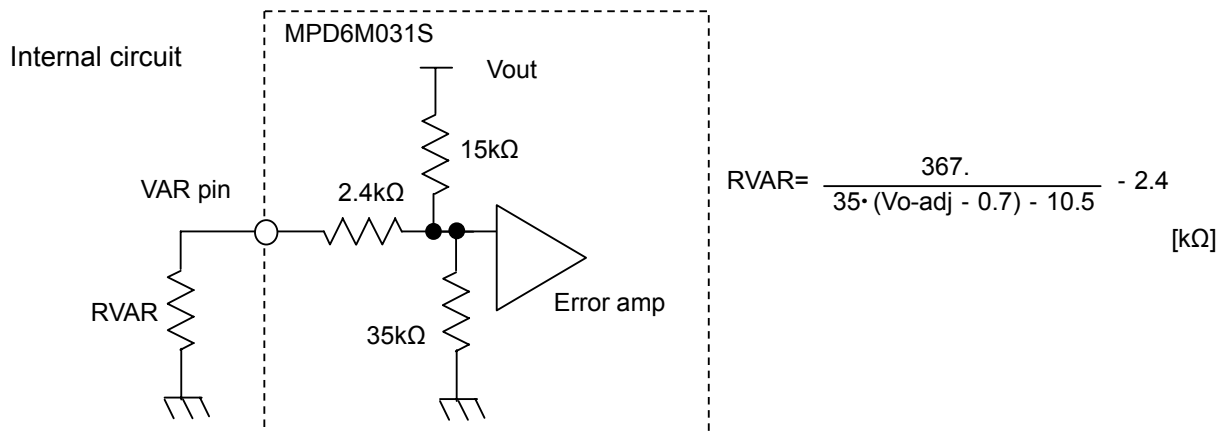 MPD6M031S
Internal circuit
Vout
15kΩ
VAR pin
2.4kΩ
RVAR
35kΩ
Error amp
RVAR= 367. / 35・(Vo-adj - 0.7) - 10.5 - 2.4
[kΩ]